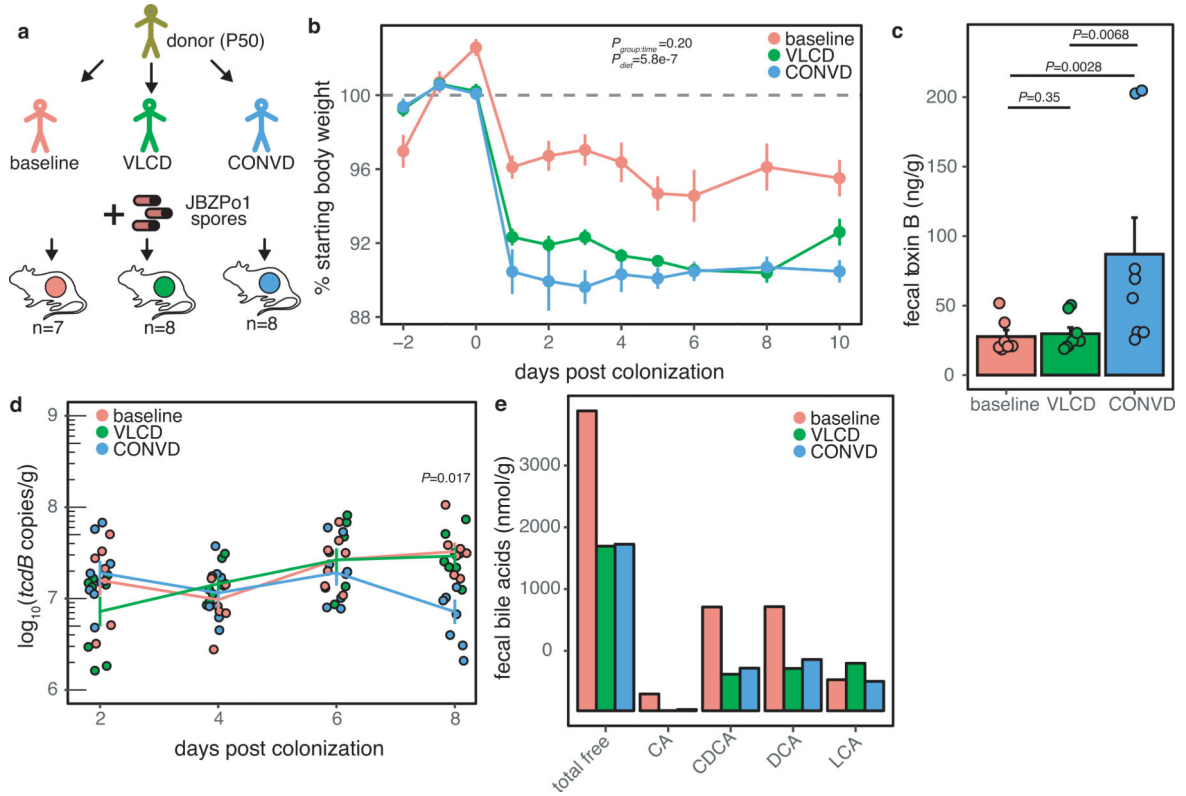 a
donor (P50)
baseline
VLCD
CONVD
+
JBZPo1
spores
n=7
n=8
n=8
b
P group:time =0.20
P diet =5.8e-7
baseline
VLCD
CONVD
% starting body weight
100
96
92
88
−2
0
2
4
6
8
10
days post colonization
c
P=0.0068
P=0.0028
P=0.35
fecal toxin B (ng/g)
200
150
100
50
0
baseline
VLCD
CONVD
d
baseline
VLCD
CONVD
P=0.017
log10(tcdB copies/g)
9
8
7
6
2
4
6
8
days post colonization
e
baseline
VLCD
CONVD
fecal bile acids (nmol/g)
3000
2000
1000
0
total free
CA
CDCA
DCA
LCA